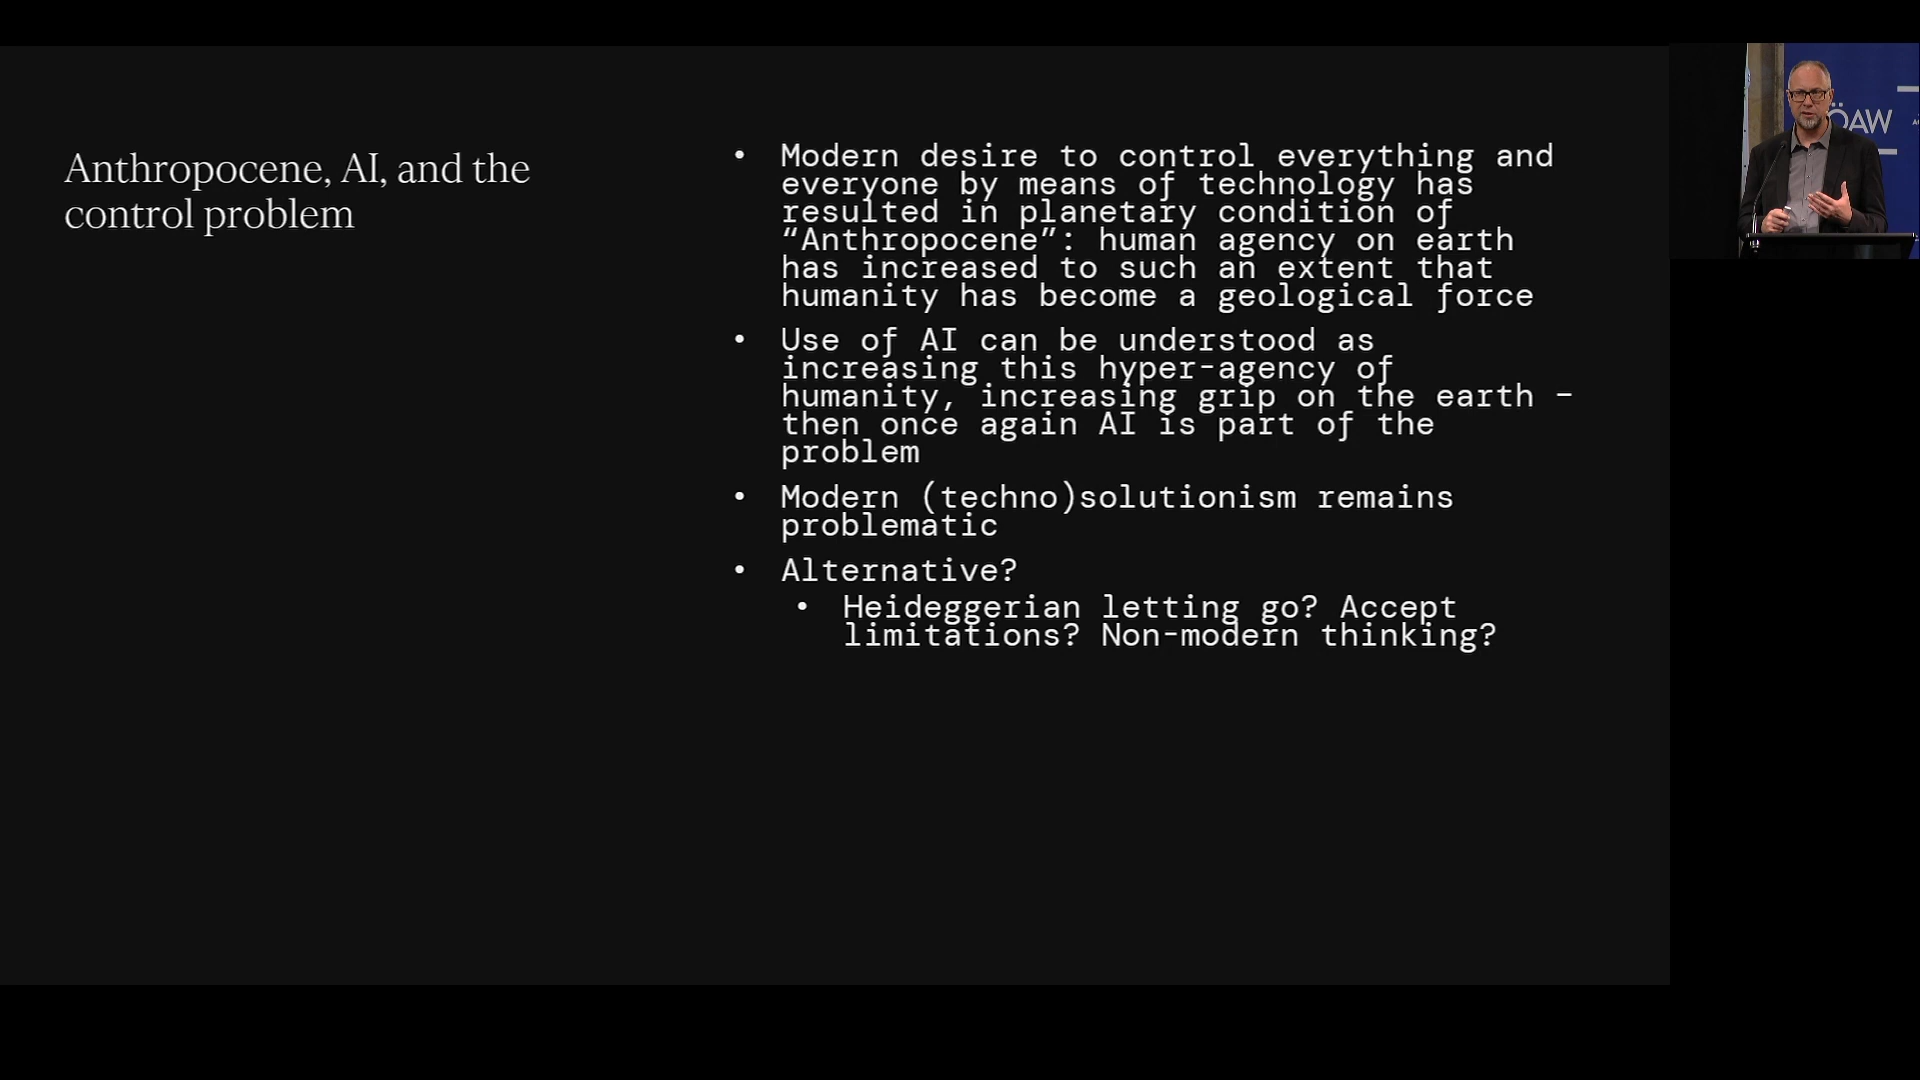 Anthropocene, AI, and the
control problem
• Modern desire to control everything and
everyone by means of technology has
resulted in planetary condition of
“Anthropocene”: human agency on earth
has increased to such an extent that
humanity has become a geological force
• Use of AI can be understood as
increasing this hyper-agency of
humanity, increasing grip on the earth –
then once again AI is part of the
problem
• Modern (techno)solutionism remains
problematic
• Alternative?
• Heideggerian letting go? Accept
limitations? Non-modern thinking?
ÖAW